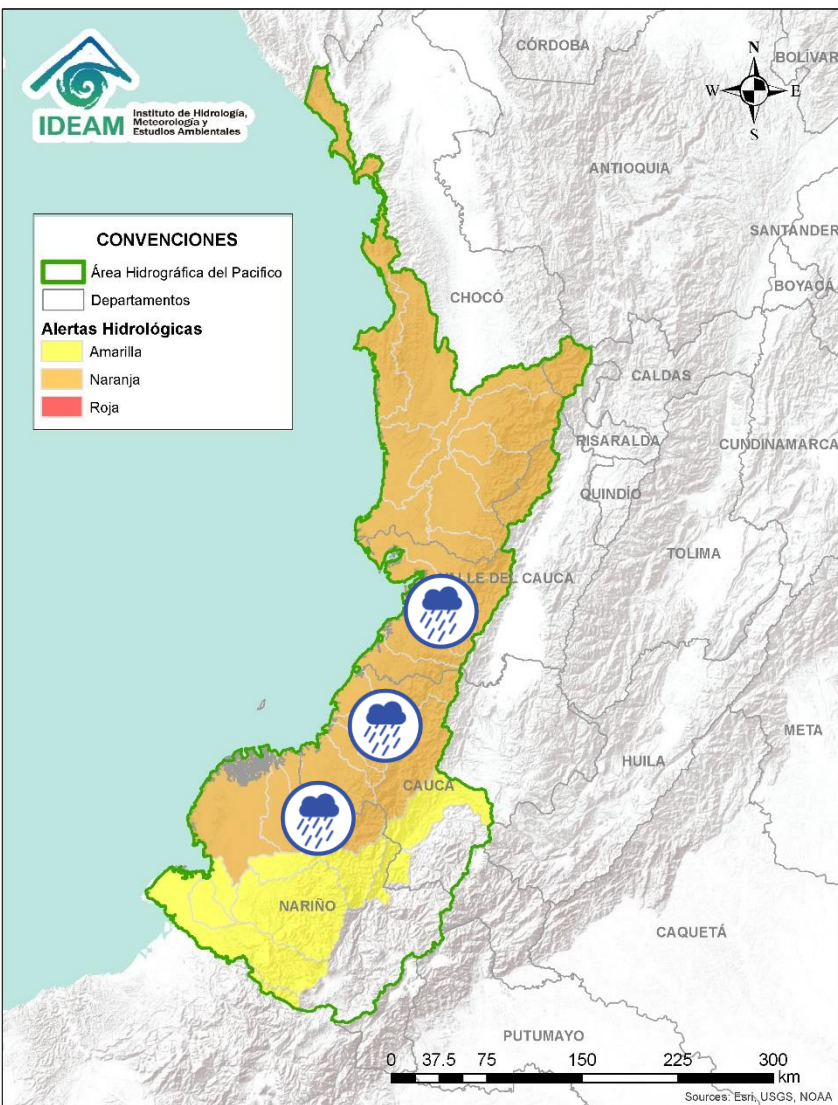 IDEAM
Instituto de Hidrología,
Meteorología y
Estudios Ambientales
N
W
E
S
CONVENCIONES
Área Hidrográfica del Pacifico
Departamentos
Alertas Hidrológicas
Amarilla
Naranja
Roja
CÓRDOBA
BOLÍVAR
ANTIOQUIA
SANTANDER
BOYACÁ
CHOCÓ
CALDAS
RISARALDA
CUNDINAMARCA
QUINDÍO
TOLIMA
VALLE DEL CAUCA
META
HUILA
CAUCA
NARIÑO
CAQUETÁ
PUTUMAYO
0 37.5 75 150 225 300
km
Sources: Esri, USGS, NOAA